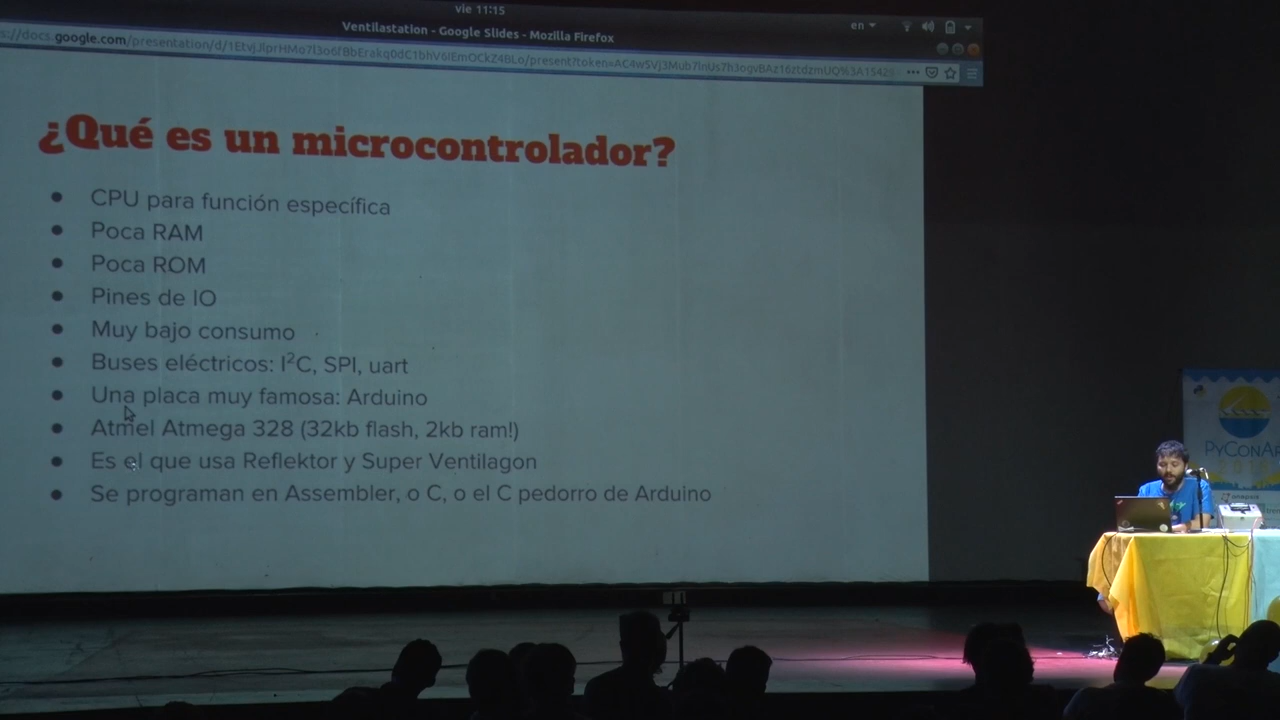 vie 11:15
en
Ventilastation - Google Slides - Mozilla Firefox
¿Qué es un microcontrolador?
CPU para función específica
Poca RAM
Poca ROM
Pines de IO
Muy bajo consumo
Buses eléctricos: I²C, SPI, uart
Una placa muy famosa: Arduino
Atmel Atmega 328 (32kb flash, 2kb ram!)
Es el que usa Reflektor y Super Ventilagon
Se programan en Assembler, o C, o el C pedorro de Arduino
onapsis